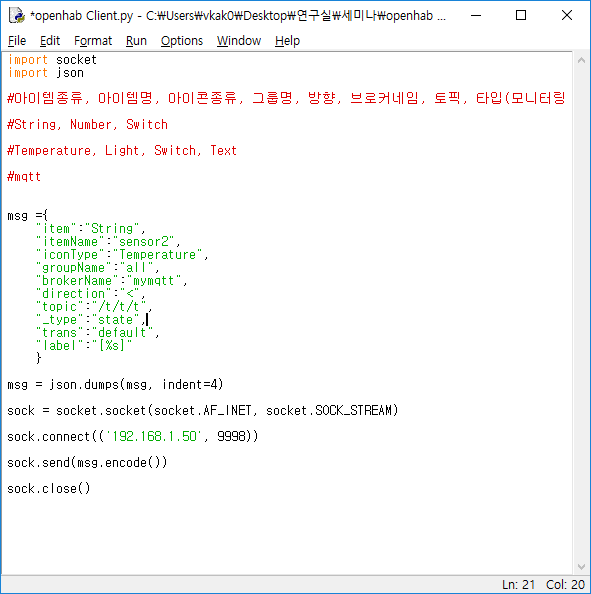 *openhab Client.py - C:₩Users₩vkak0₩Desktop₩연구실₩세미나₩openhab ...
File Edit Format Run Options Window Help
import socket
import json
#아이템종류, 아이템명, 아이콘종류, 그룹명, 방향, 브로커네임, 토픽, 타입(모니터링
#String, Number, Switch
#Temperature, Light, Switch, Text
#mqtt
msg ={
"item":"String",
"itemName":"sensor2",
"iconType":"Temperature",
"groupName":"all",
"brokerName":"mymqtt",
"direction":"<",
"topic":"/t/t/t",
"_type":"state",
"trans":"default",
"label":"[%s]"
}
msg = json.dumps(msg, indent=4)
sock = socket.socket(socket.AF_INET, socket.SOCK_STREAM)
sock.connect(('192.168.1.50', 9998))
sock.send(msg.encode())
sock.close()
Ln: 21 Col: 20